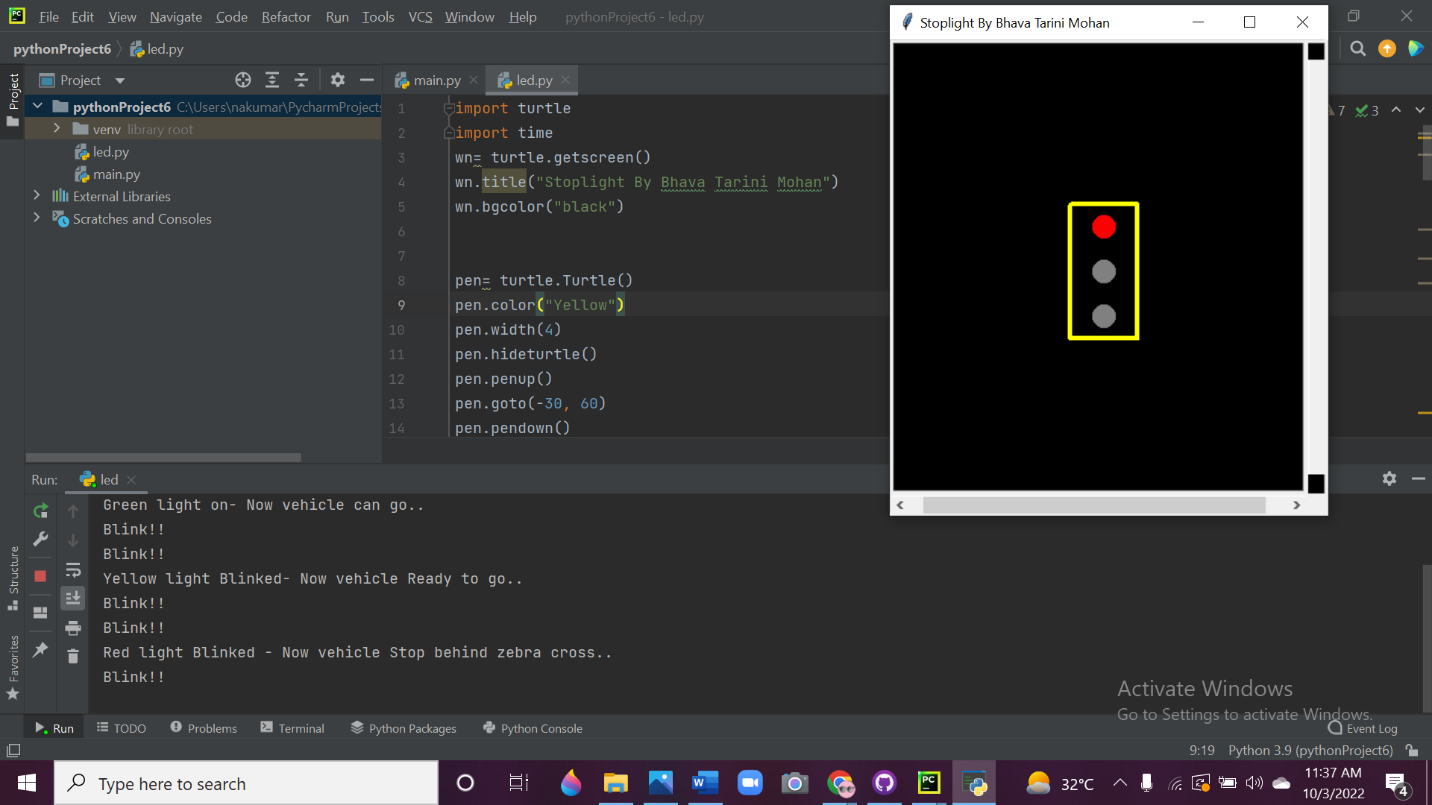 File Edit View Navigate Code Refactor Run Tools VCS Window Help pythonProject6 - led.py
Stoplight By Bhava Tarini Mohan
pythonProject6 led.py
Project
Project
main.py
led.py
pythonProject6 C:\Users\nakumar\PycharmProjects
venv library root
led.py
main.py
External Libraries
Scratches and Consoles
1 import turtle
2 import time
3 wn= turtle.getscreen()
4 wn.title("Stoplight By Bhava Tarini Mohan")
5 wn.bgcolor("black")
6
7
8 pen= turtle.Turtle()
9 pen.color("Yellow")
10 pen.width(4)
11 pen.hideturtle()
12 pen.penup()
13 pen.goto(-30, 60)
14 pen.pendown()
7 3
Run: led
Green light on- Now vehicle can go..
Blink!!
Blink!!
Yellow light Blinked- Now vehicle Ready to go..
Blink!!
Blink!!
Red light Blinked - Now vehicle Stop behind zebra cross..
Blink!!
Structure
Favorites
Activate Windows
Go to Settings to activate Windows.
Run TODO Problems Terminal Python Packages Python Console Event Log
9:19 Python 3.9 (pythonProject6)
Type here to search
W
PC
32°C
11:37 AM
10/3/2022
4